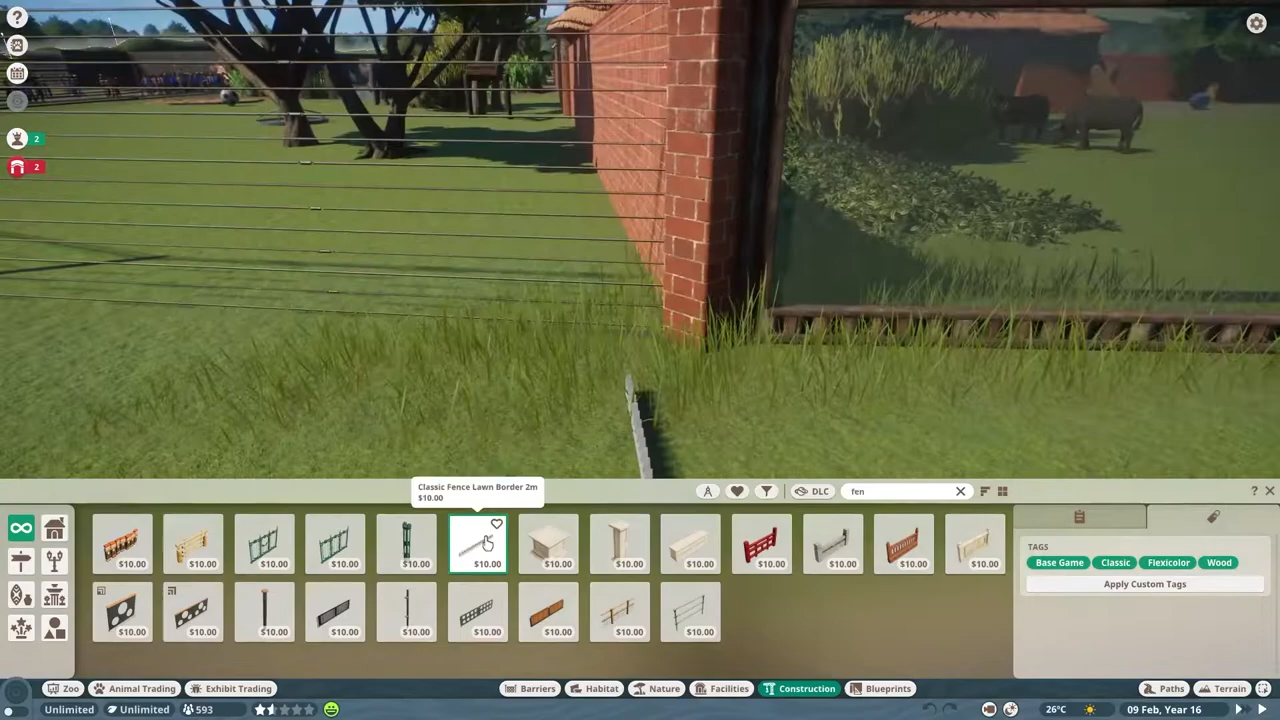 ?
2
2
Classic Fence Lawn Border 2m
$10.00
DLC
fen
? X
$10.00 $10.00 $10.00 $10.00 $10.00 $10.00 $10.00 $10.00 $10.00 $10.00 $10.00 $10.00 $10.00
$10.00 $10.00 $10.00 $10.00 $10.00 $10.00 $10.00 $10.00 $10.00
TAGS
Base Game Classic Flexicolor Wood
Apply Custom Tags
Zoo Animal Trading Exhibit Trading Barriers Habitat Nature Facilities Construction Blueprints Paths Terrain
Unlimited Unlimited 593 26°C 09 Feb, Year 16